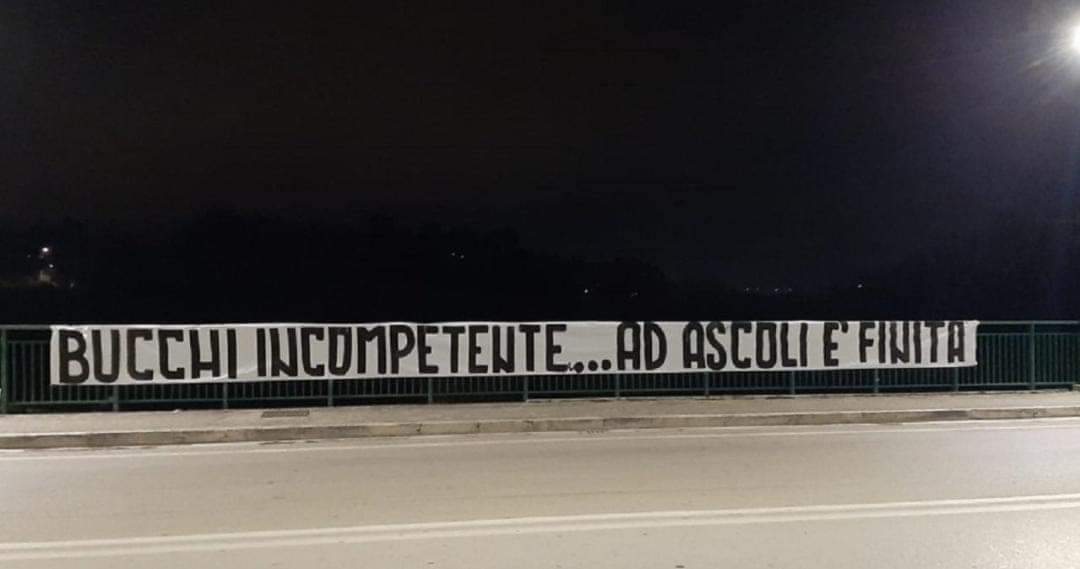 BUCCHI INCOMPETENTE....AD ASCOLI E' FINITA